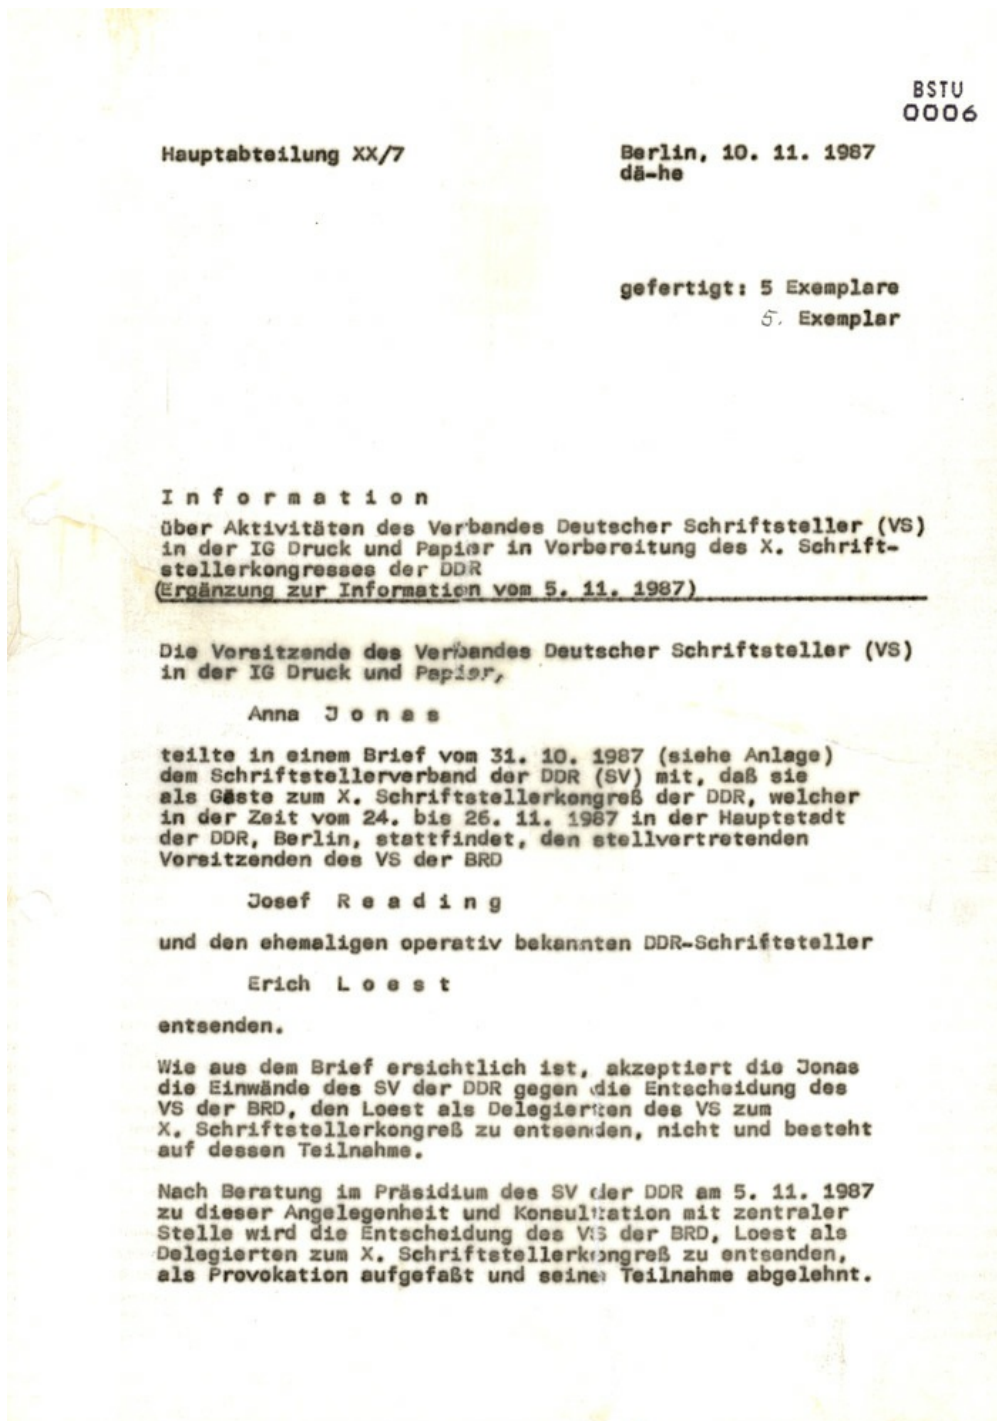 BSTU
0006
Hauptabteilung XX/7
Berlin, 10. 11. 1987
dä-he
gefertigt: 5 Exemplare
5. Exemplar
I n f o r m a t i o n
über Aktivitäten des Verbandes Deutscher Schriftsteller (VS)
in der IG Druck und Papier in Vorbereitung des X. Schrift-
stellerkongresses der DDR
(Ergänzung zur Information vom 5. 11. 1987)
Die Vorsitzende des Verbandes Deutscher Schriftsteller (VS)
in der IG Druck und Papier,
Anna J o n a s
teilte in einem Brief vom 31. 10. 1987 (siehe Anlage)
dem Schriftstellerverband der DDR (SV) mit, daß sie
als Gäste zum X. Schriftstellerkongreß der DDR, welcher
in der Zeit vom 24. bis 26. 11. 1987 in der Hauptstadt
der DDR, Berlin, stattfindet, den stellvertretenden
Vorsitzenden des VS der BRD
Josef R e a d i n g
und den ehemaligen operativ bekannten DDR-Schriftsteller
Erich L o e s t
entsenden.
Wie aus dem Brief ersichtlich ist, akzeptiert die Jonas
die Einwände des SV der DDR gegen die Entscheidung des
VS der BRD, den Loest als Delegierten des VS zum
X. Schriftstellerkongreß zu entsenden, nicht und besteht
auf dessen Teilnahme.
Nach Beratung im Präsidium des SV der DDR am 5. 11. 1987
zu dieser Angelegenheit und Konsultation mit zentraler
Stelle wird die Entscheidung des VS der BRD, Loest als
Delegierten zum X. Schriftstellerkongreß zu entsenden,
als Provokation aufgefaßt und seine Teilnahme abgelehnt.